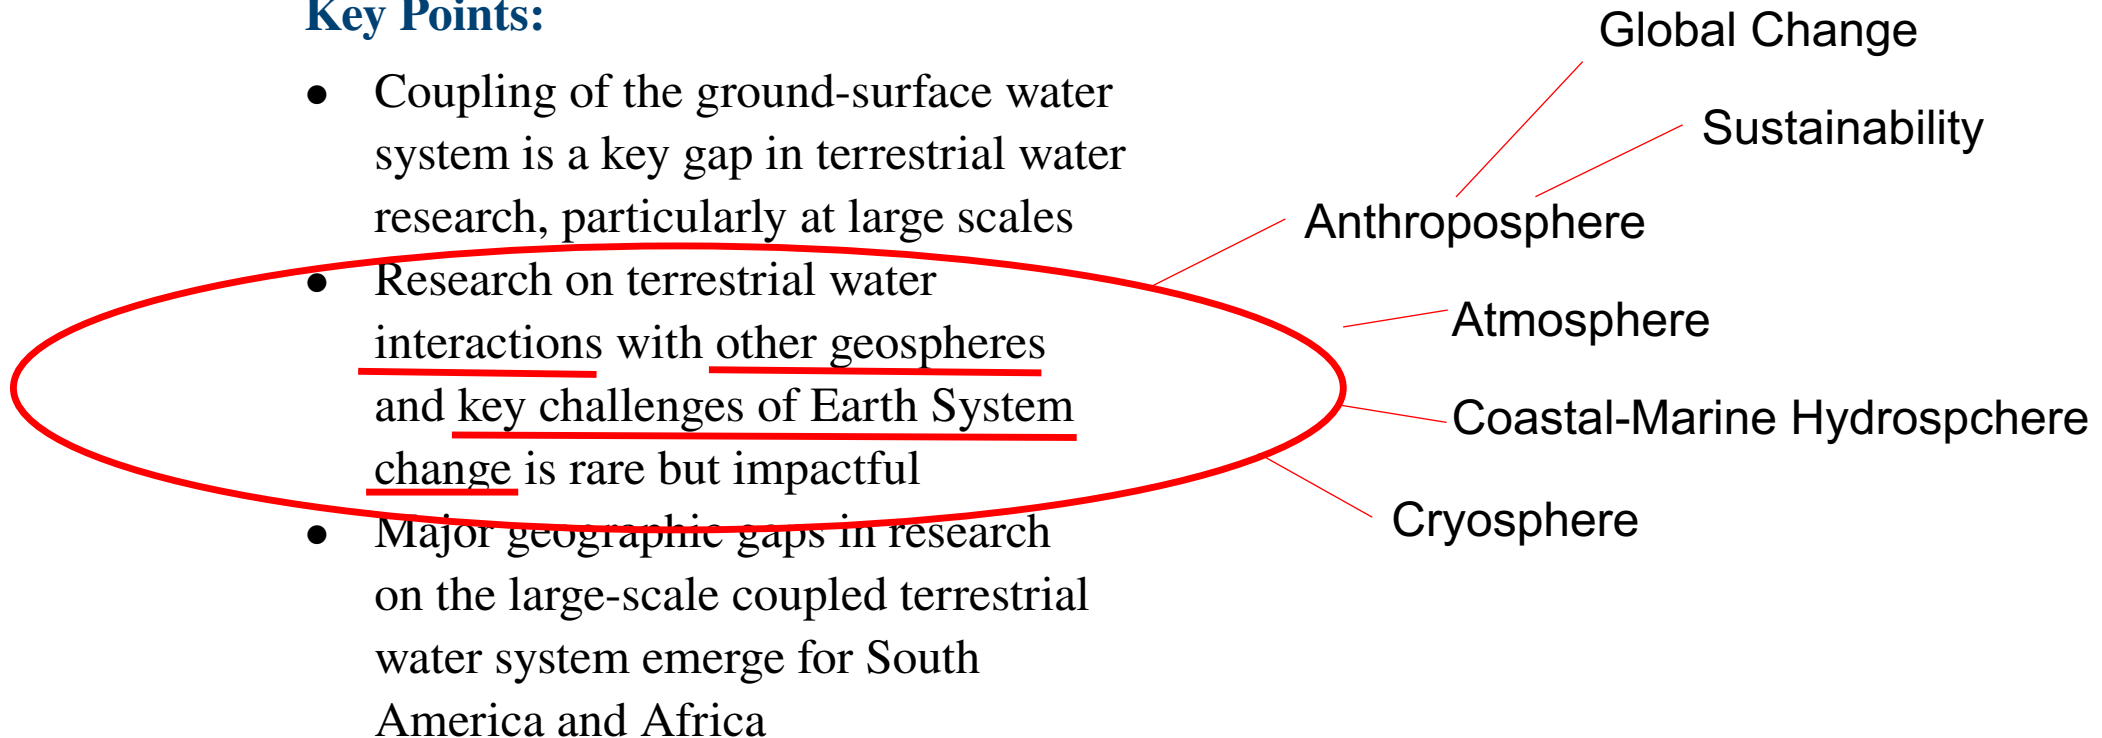 Key Points:
● Coupling of the ground-surface water
system is a key gap in terrestrial water
research, particularly at large scales
● Research on terrestrial water
interactions with other geospheres
and key challenges of Earth System
change is rare but impactful
● Major geographic gaps in research
on the large-scale coupled terrestrial
water system emerge for South
America and Africa
Global Change
Sustainability
Anthroposphere
Atmosphere
Coastal-Marine Hydrospchere
Cryosphere